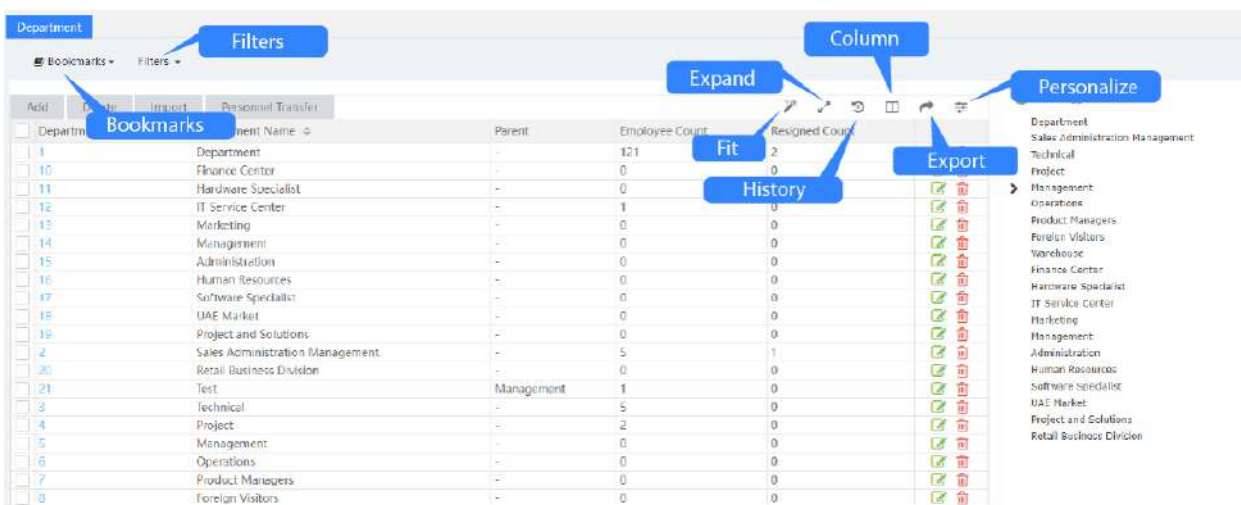 Department
Filters
Column
Bookmarks Filters
Expand
Personalize
Add Import Personnel Transfer
Bookmarks
Fit
Export
History
Name Parent Employee Count Resigned Count
1 Department - 121 2
10 Finance Center - 0 0
11 Hardware Specialist - 0
12 IT Service Center - 1 0
13 Marketing - 0 0
14 Management - 0 0
15 Administration - 0 0
16 Human Resources - 0 0
17 Software Specialist - 0 0
18 UAE Market - 0 0
19 Project and Solutions - 0 0
2 Sales Administration Management - 5 1
20 Retail Business Division - 0 0
21 Test Management 1 0
3 Technical - 5 0
4 Project - 2 0
5 Management - 0 0
6 Operations - 0 0
7 Product Managers - 0 0
8 Foreign Visitors - 0 0
Department
Sales Administration Management
Technical
Project
Management
Operations
Product Managers
Foreign Visitors
Warehouse
Finance Center
Hardware Specialist
IT Service Center
Marketing
Management
Administration
Human Resources
Software Specialist
UAE Market
Project and Solutions
Retail Business Division